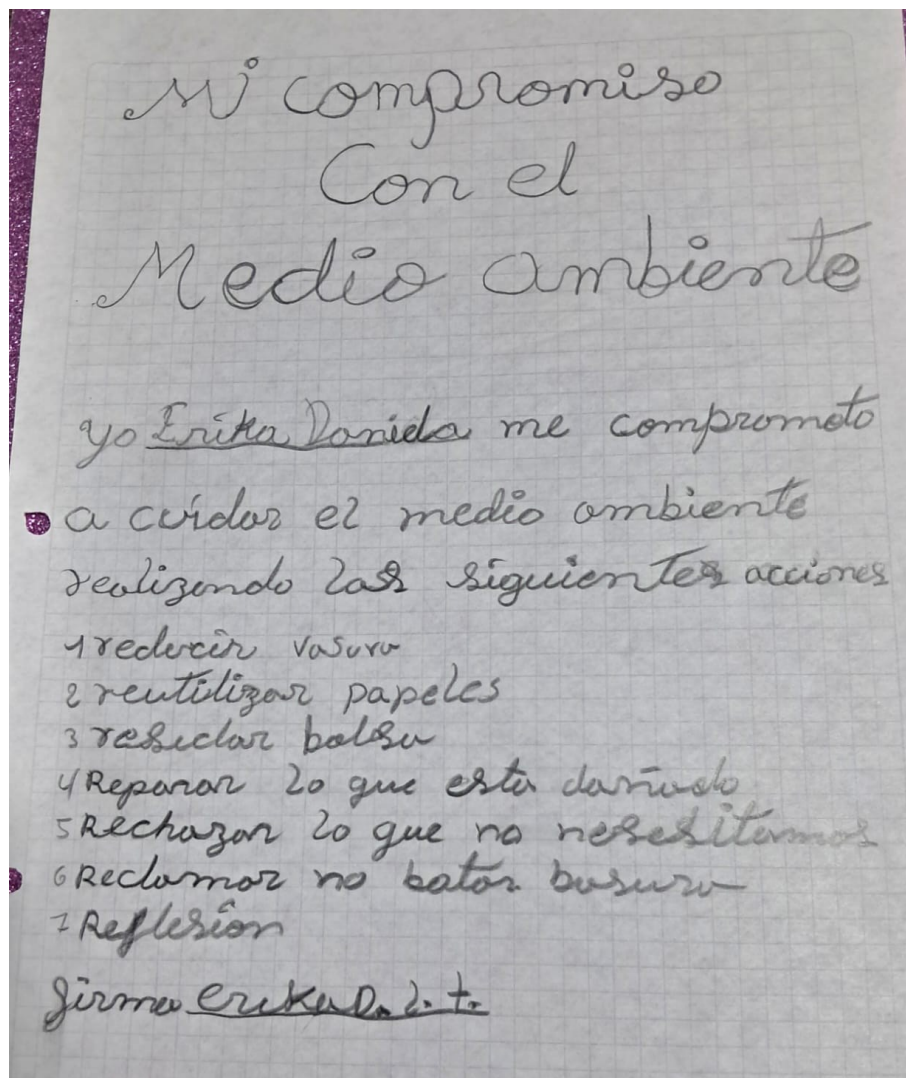 Mi compromiso
Con el
Medio ambiente
yo Erika Daniela me comprometo
a cuidar el medio ambiente
realizando las siguientes acciones
1 reducir vasura
2 reutilizar papeles
3 resiclar bolsa
4 Reparar lo que esta dañado
5 Rechazar lo que no nesesitamos
6 Reclamar no botar basura
7 Reflesión
firma erika D. L. t.